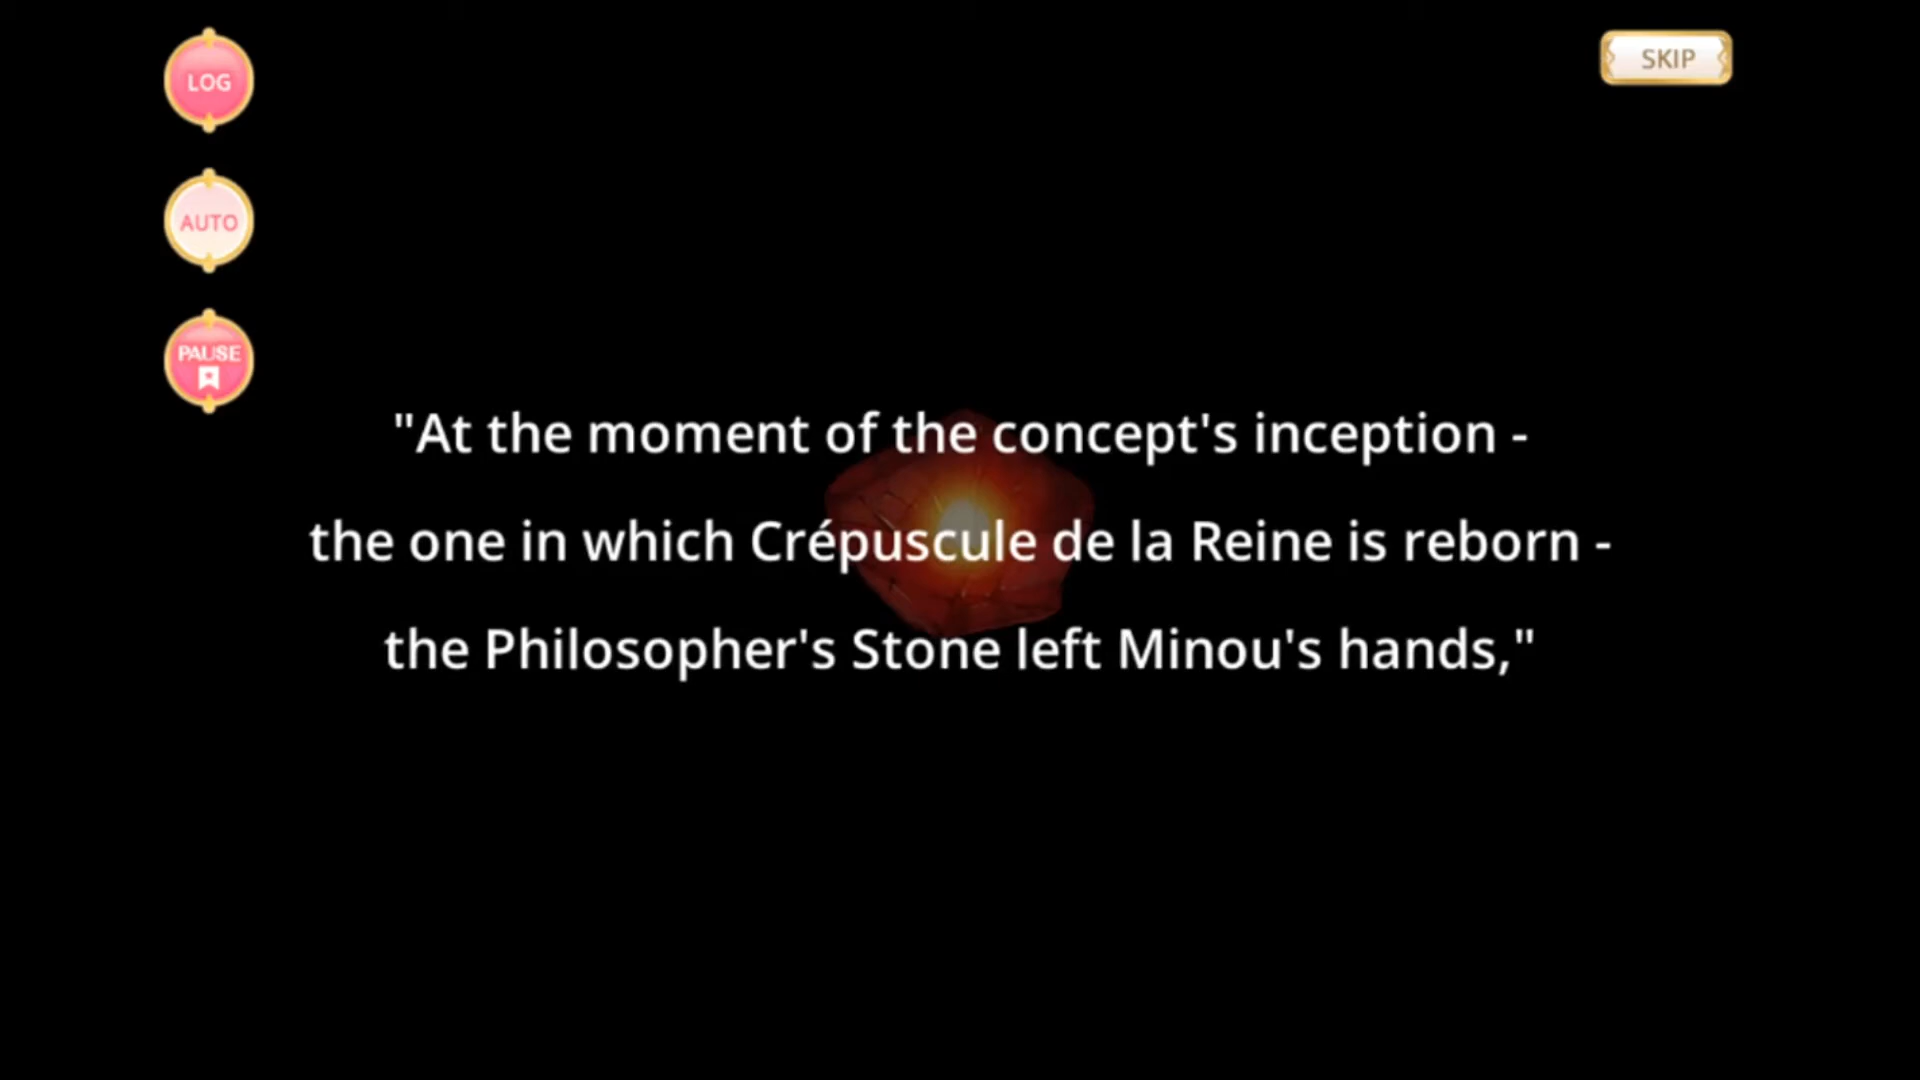 LOG
SKIP
AUTO
PAUSE
"At the moment of the concept's inception -
the one in which Crépuscule de la Reine is reborn -
the Philosopher's Stone left Minou's hands,"